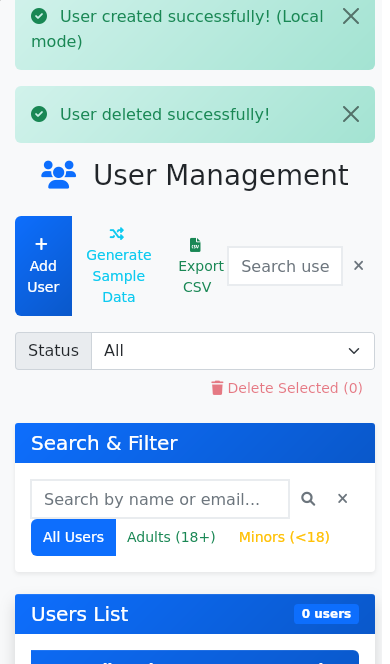 User created successfully! (Local
mode)
User deleted successfully!
User Management
Add
User
Generate
Sample
Data
Export
CSV
Search use
Status
All
Delete Selected (0)
Search & Filter
Search by name or email...
All Users
Adults (18+)
Minors (<18)
Users List
0 users